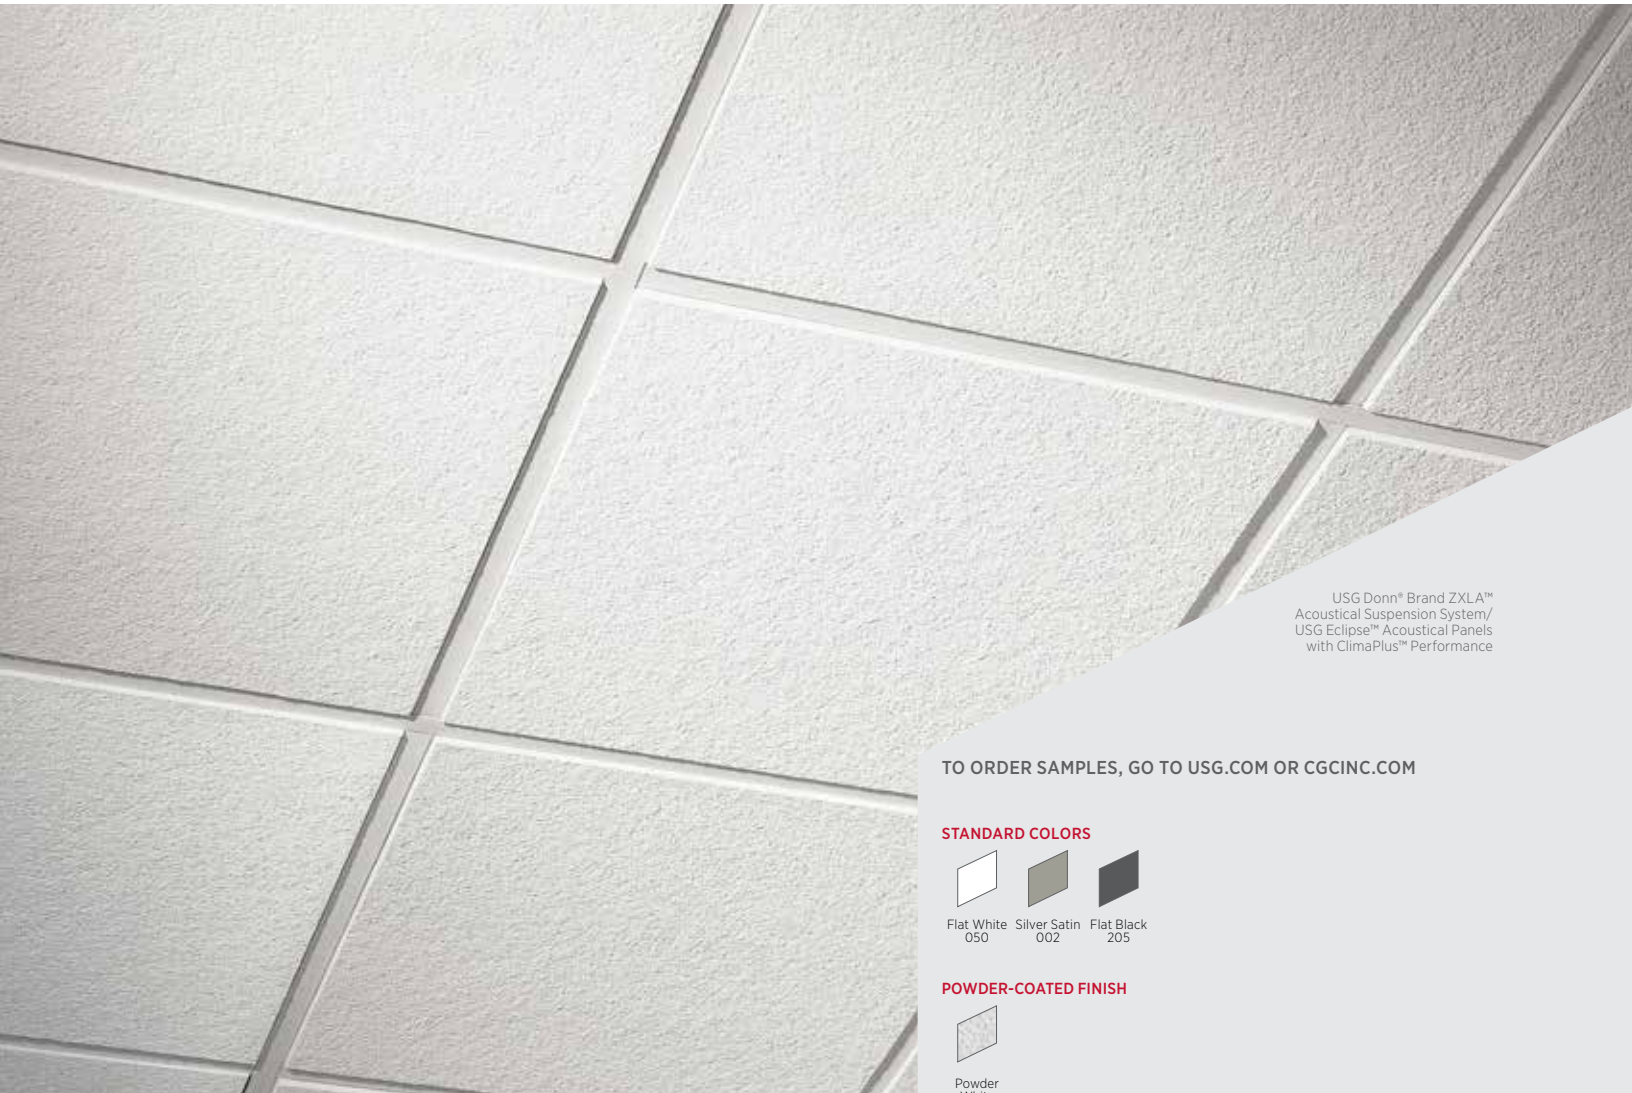 USG Donn® Brand ZXLA™
Acoustical Suspension System/
USG Eclipse™ Acoustical Panels
with ClimaPlus™ Performance
TO ORDER SAMPLES, GO TO USG.COM OR CGCINC.COM
STANDARD COLORS
Flat White
050
Silver Satin
002
Flat Black
205
POWDER-COATED FINISH
Powder